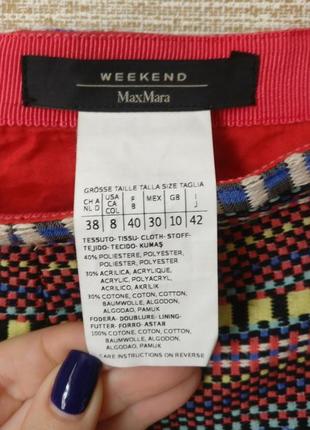 WEEKEND
MaxMara
GRÖSSE TAILLE TALLA SIZE TAGLIA
CH A NL D USA CA COL F B MEX GB I J
38 8 40 30 10 42
TESSUTO-TISSU-CLOTH-STOFF-
TEJIDO-TECIDO-KUMAŞ
40% POLIESTERE, POLYESTER,
POLYESTER, POLYESTER,
POLIESTER, POLYESTER
30% ACRILICA, ACRYLIQUE,
ACRYLIC, POLYACRYL,
ACRILICO, ACRILICO, AKRILIK
30% COTONE, COTON, COTTON,
BAUMWOLLE, ALGODON,
ALGODAO, PAMUK
FODERA-DOUBLURE-LINING-
FUTTER-FORRO-ASTAR
100% COTONE, COTON, COTTON,
BAUMWOLLE, ALGODON,
ALGODAO, PAMUK
CARE INSTRUCTIONS ON REVERSE